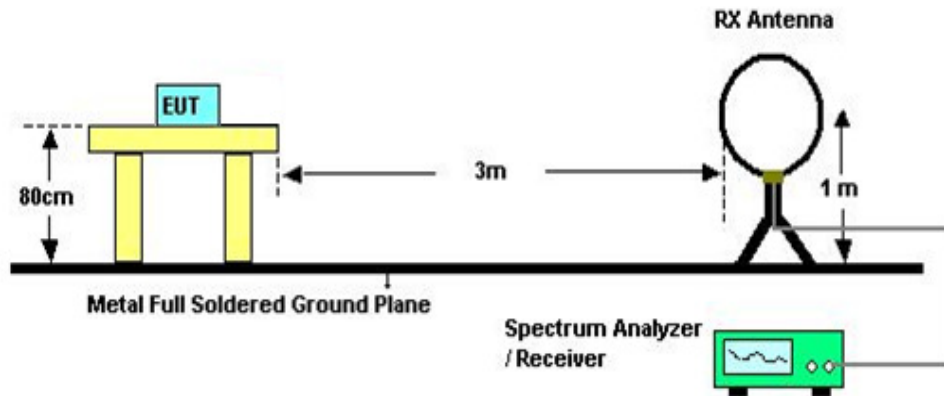 RX Antenna
EUT
80cm
3m
1 m
Metal Full Soldered Ground Plane
Spectrum Analyzer
/ Receiver